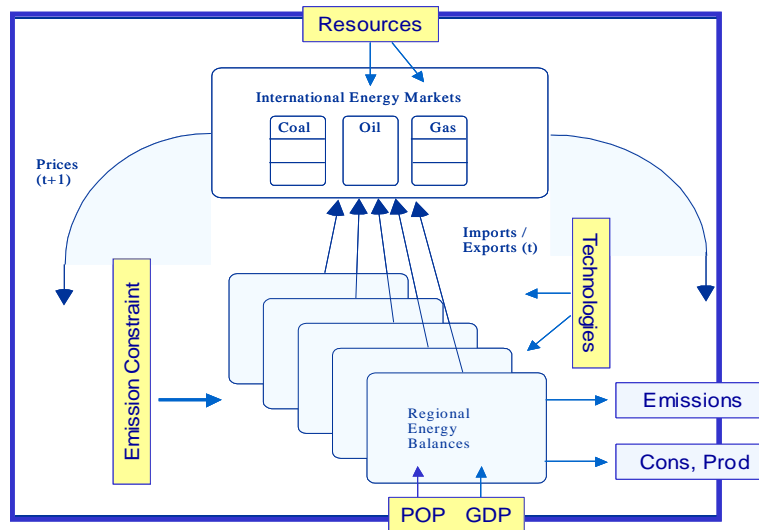 Resources
International Energy Markets
Coal
Oil
Gas
Prices
(t+1)
Imports /
Exports (t)
Technologies
Emission Constraint
Regional
Energy
Balances
Emissions
Cons, Prod
POP GDP